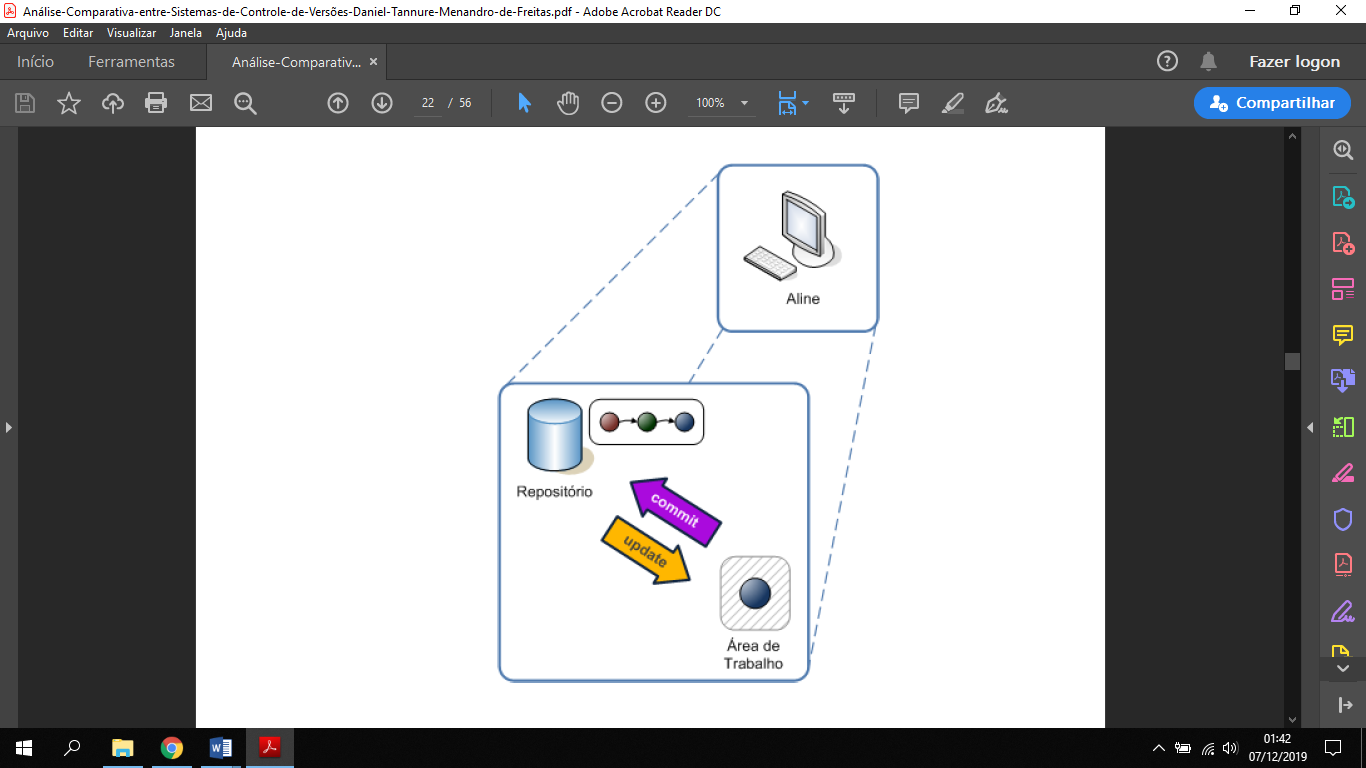 Análise-Comparativa-entre-Sistemas-de-Controle-de-Versões-Daniel-Tannure-Menandro-de-Freitas.pdf - Adobe Acrobat Reader DC
Arquivo Editar Visualizar Janela Ajuda
Início Ferramentas Análise-Comparativ... × Fazer logon
22 / 56 100% Compartilhar
Aline
Repositório
commit
update
Área de
Trabalho
01:42
07/12/2019